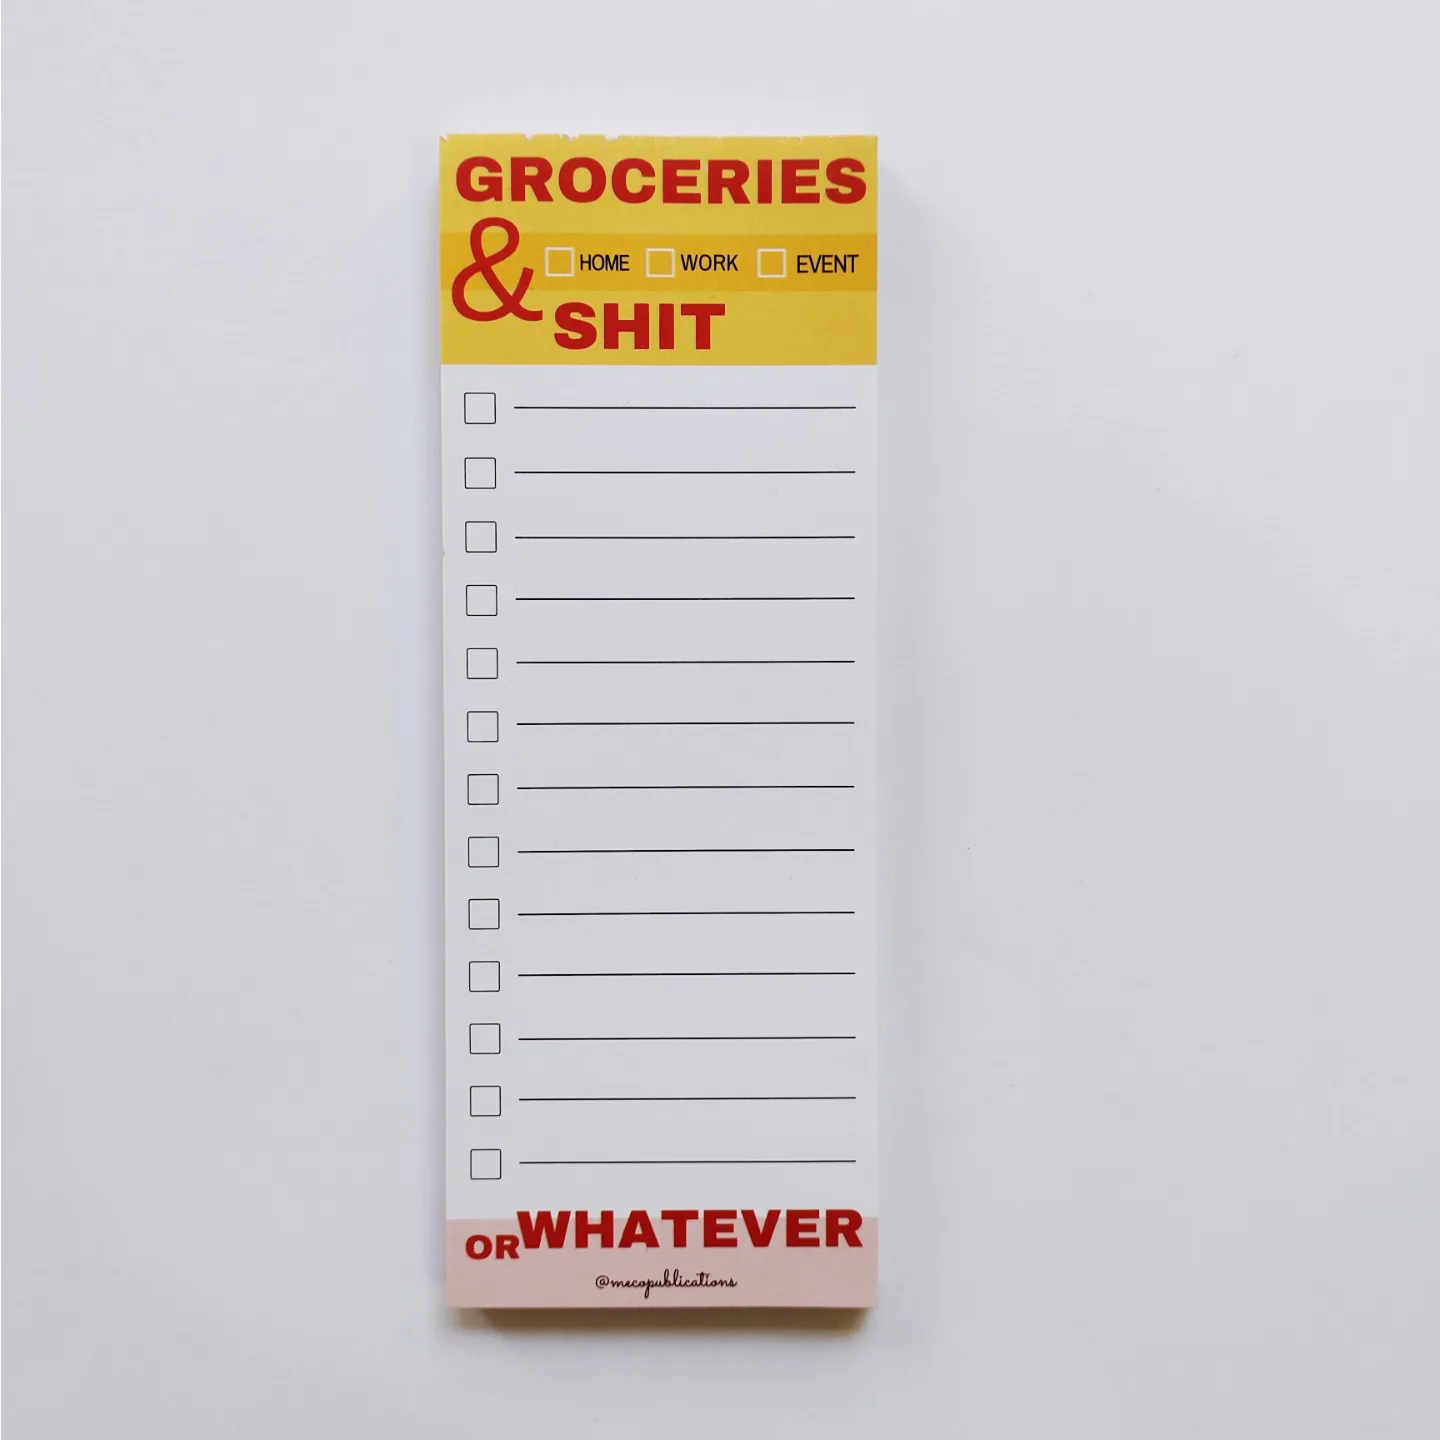 GROCERIES
& HOME WORK EVENT
SHIT
OR WHATEVER
@mecopublications